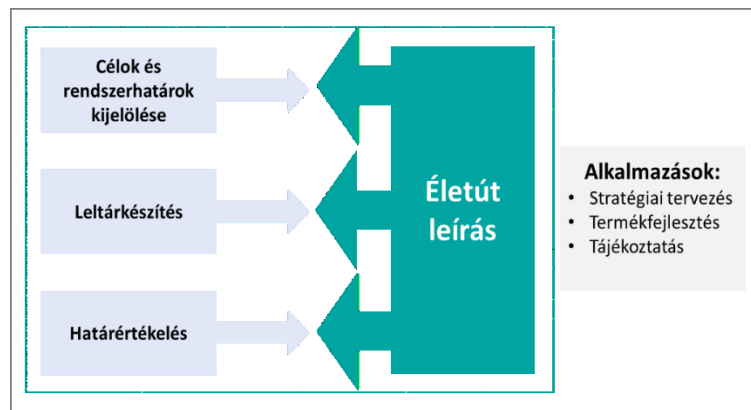 Célok és
rendszerhatárok
kijelölése
Leltárkészítés
Határértékelés
Életút
leírás
Alkalmazások:
• Stratégiai tervezés
• Termékfejlesztés
• Tájékoztatás